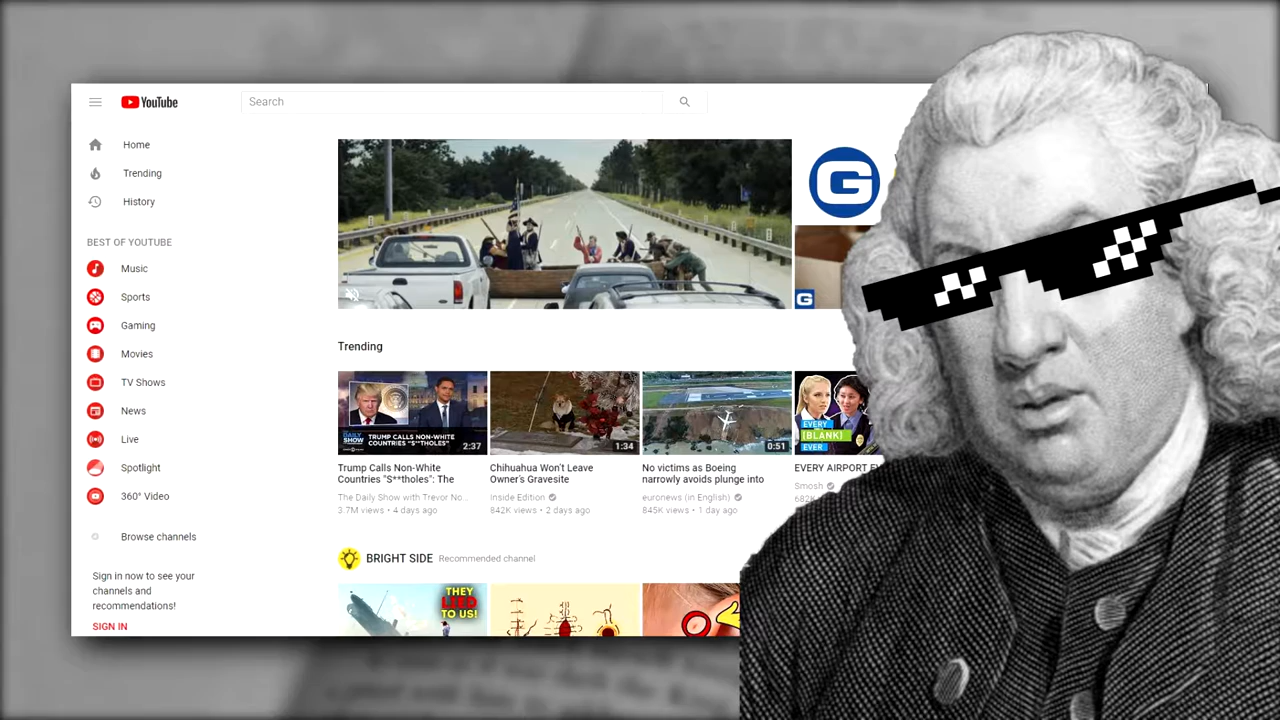 YouTube
Search
Home
Trending
History
BEST OF YOUTUBE
Music
Sports
Gaming
Movies
TV Shows
News
Live
Spotlight
360° Video
Browse channels
Sign in now to see your
channels and
recommendations!
SIGN IN
G
G
Trending
DAILY
SHOW
TRUMP CALLS NON-WHITE
COUNTRIES "S**THOLES"
2:37
Trump Calls Non-White
Countries "S**tholes": The
The Daily Show with Trevor No...
3.7M views • 4 days ago
1:34
Chihuahua Won't Leave
Owner's Gravesite
Inside Edition
842K views • 2 days ago
0:51
No victims as Boeing
narrowly avoids plunge into
euronews (in English)
845K views • 1 day ago
EVERY
[BLANK]
EVER
EVERY AIRPORT
Smosh
BRIGHT SIDE Recommended channel
THEY
LIED
TO US!